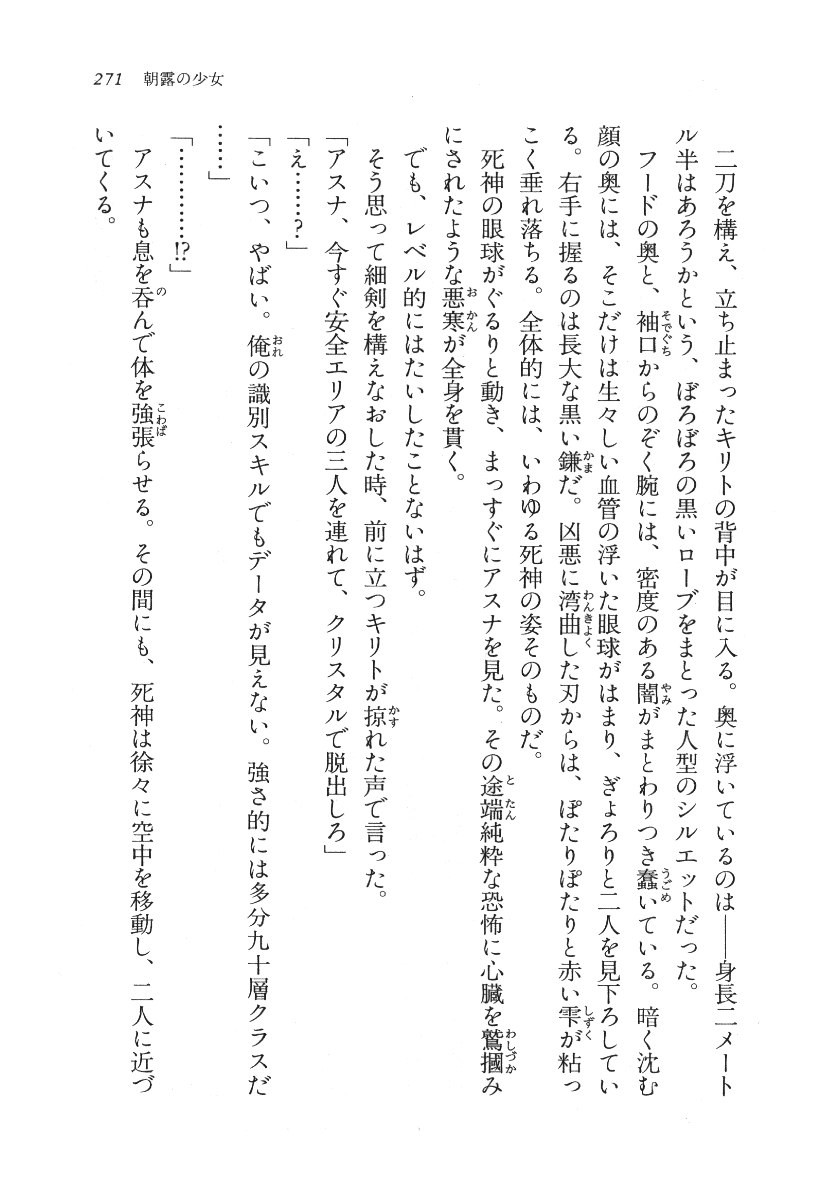 271 朝露の少女
二刀を構え、立ち止まったキリトの背中が目に入る。奥に浮いているのは――身長二メート
ル半はあろうかという、ぼろぼろの黒いローブをまとった人型のシルエットだった。
フードの奥と、袖口からのぞく腕には、密度のある闇がまとわりつき蠢いている。暗く沈む
顔の奥には、そこだけは生々しい血管の浮いた眼球がはまり、ぎょろりと二人を見下ろしてい
る。右手に握るのは長大な黒い鎌だ。凶悪に湾曲した刃からは、ぽたりぽたりと赤い雫が粘っ
こく垂れ落ちる。全体的には、いわゆる死神の姿そのものだ。
死神の眼球がぐるりと動き、まっすぐにアスナを見た。その途端純粋な恐怖に心臓を鷲摑み
にされたような悪寒が全身を貫く。
でも、レベル的にはたいしたことないはず。
そう思って細剣を構えなおした時、前に立つキリトが掠れた声で言った。
「アスナ、今すぐ安全エリアの三人を連れて、クリスタルで脱出しろ」
「え……？」
「こいつ、やばい。俺の識別スキルでもデータが見えない。強さ的には多分九十層クラスだ
……」
「…………!?」
アスナも息を呑んで体を強張らせる。その間にも、死神は徐々に空中を移動し、二人に近づ
いてくる。